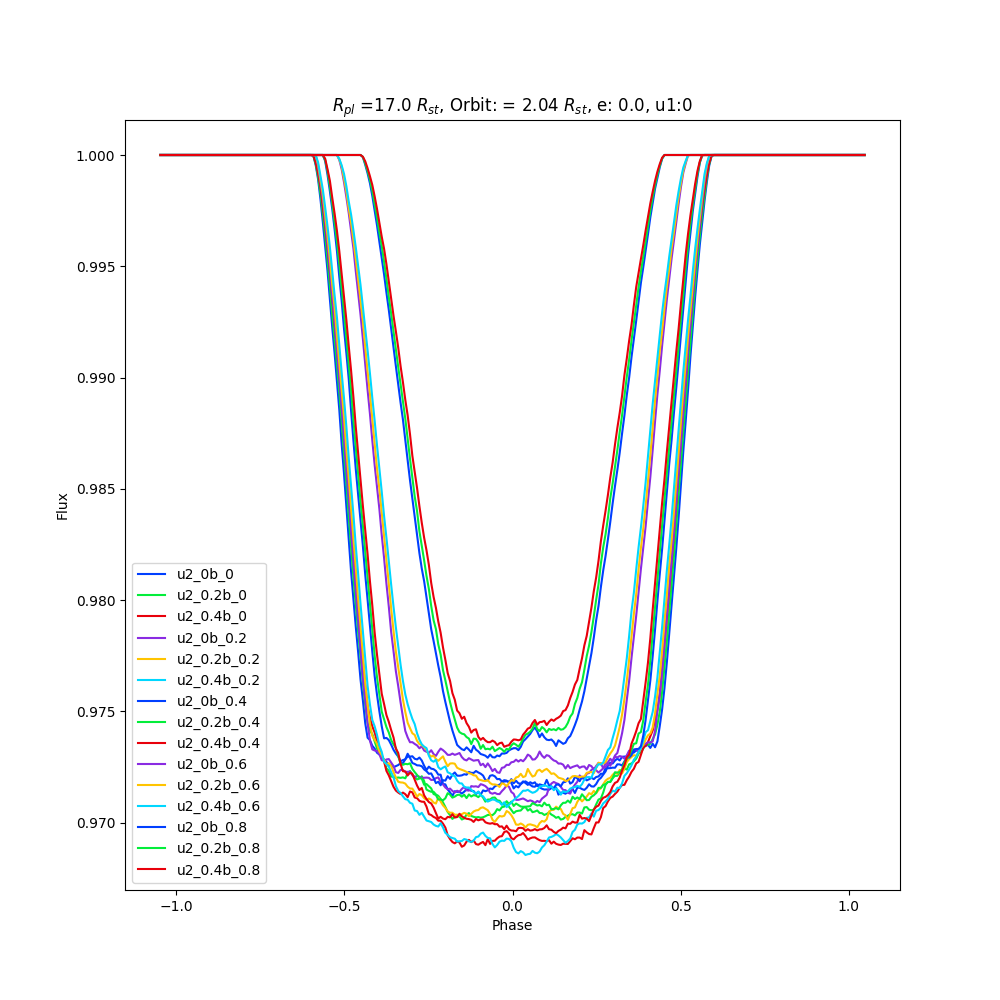 R_pl =17.0 R_st, Orbit: = 2.04 R_st, e: 0.0, u1:0
1.000
0.995
0.990
0.985
0.980
0.975
0.970
Flux
u2_0b_0
u2_0.2b_0
u2_0.4b_0
u2_0b_0.2
u2_0.2b_0.2
u2_0.4b_0.2
u2_0b_0.4
u2_0.2b_0.4
u2_0.4b_0.4
u2_0b_0.6
u2_0.2b_0.6
u2_0.4b_0.6
u2_0b_0.8
u2_0.2b_0.8
u2_0.4b_0.8
−1.0 −0.5 0.0 0.5 1.0
Phase